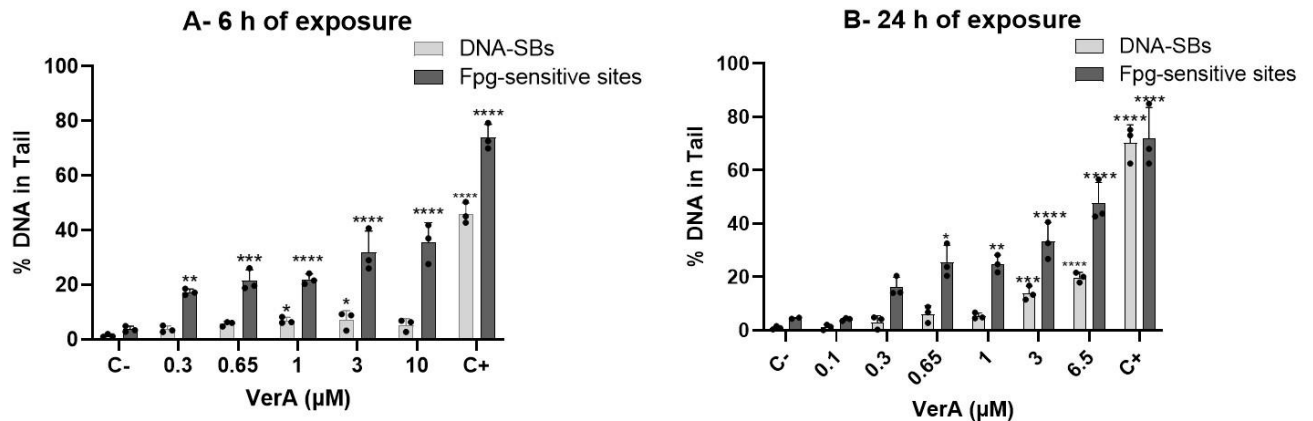 A- 6 h of exposure
DNA-SBs
Fpg-sensitive sites
% DNA in Tail
100
80
60
40
20
0
**
***
****
*
****
*
****
****
****
C- 0.3 0.65 1 3 10 C+
VerA (µM)
B- 24 h of exposure
DNA-SBs
Fpg-sensitive sites
% DNA in Tail
100
80
60
40
20
0
*
**
***
****
****
****
****
****
C- 0.1 0.3 0.65 1 3 6.5 C+
VerA (µM)